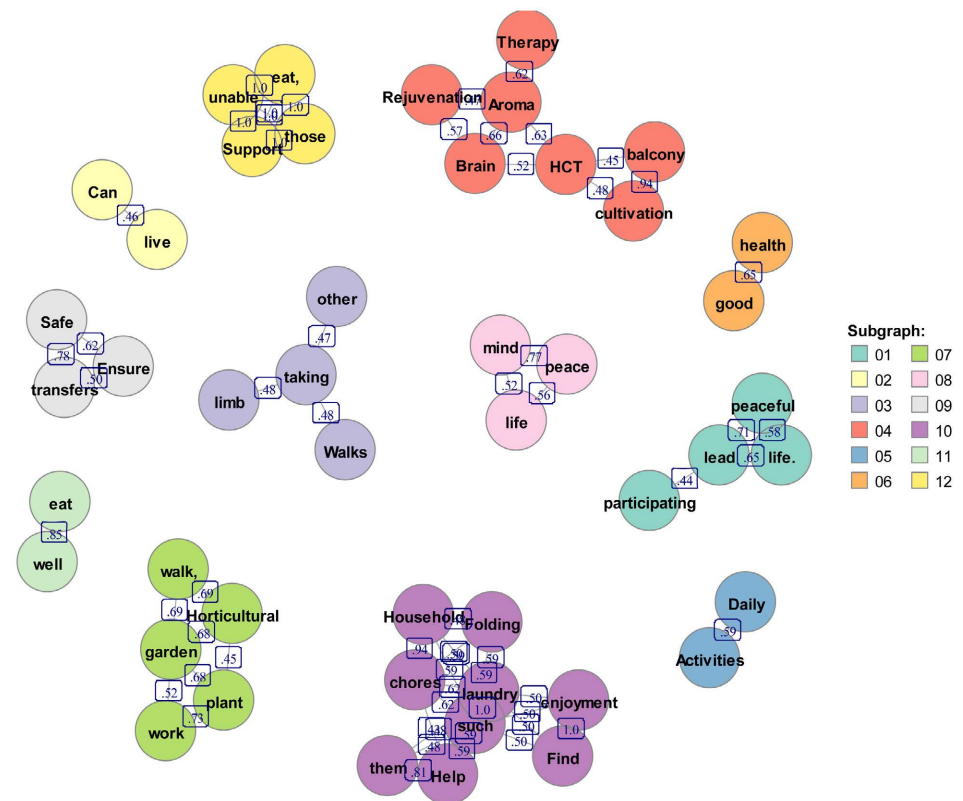 Therapy
.62
Rejuvenation
Aroma
.57
.66
.63
Brain
.52
HCT
.45
balcony
.48
.94
cultivation
unable
eat,
1.0
1.0
1.0
1.0
Support
those
Can
.46
live
health
.65
good
Safe
.62
.78
Ensure
.50
transfers
other
.47
taking
limb
.48
.48
Walks
mind
.77
peace
.52
.56
life
peaceful
.71
.58
lead
.65
life.
.44
participating
Subgraph:
01
02
03
04
05
06
07
08
09
10
11
12
eat
.85
well
walk,
.69
.69
Horticultural
.68
garden
.45
.68
.52
plant
.73
work
Household
Folding
.94
.59
.59
.59
chores
.62
laundry
.62
1.0
such
.50
.50
.50
.50
enjoyment
1.0
Find
.48
.59
.59
them
.81
Help
Daily
.59
Activities